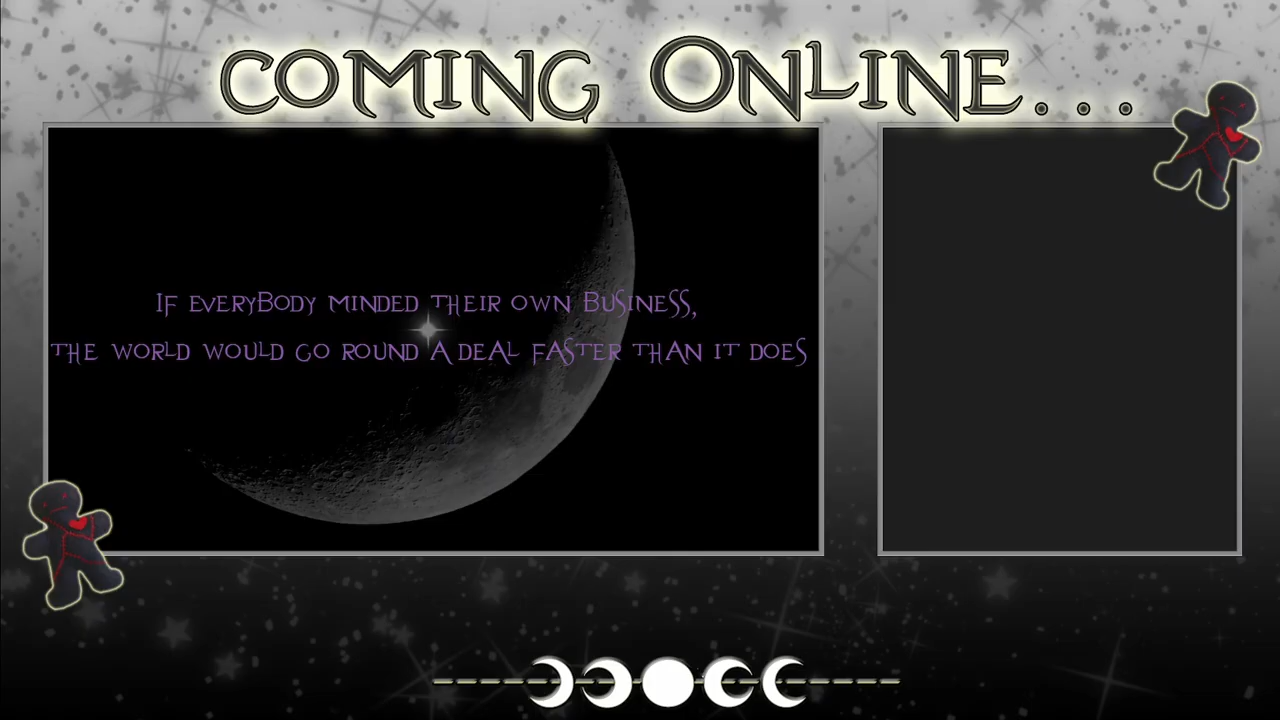 COMING ONLINE...
IF EVERYBODY MINDED THEIR OWN BUSINESS,
THE WORLD WOULD GO ROUND A DEAL FASTER THAN IT DOES